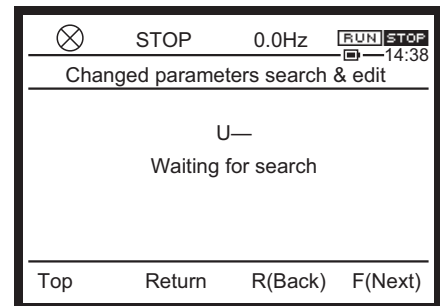 STOP 0.0Hz RUN STOP
14:38
Changed parameters search & edit
U—
Waiting for search
Top Return R(Back) F(Next)